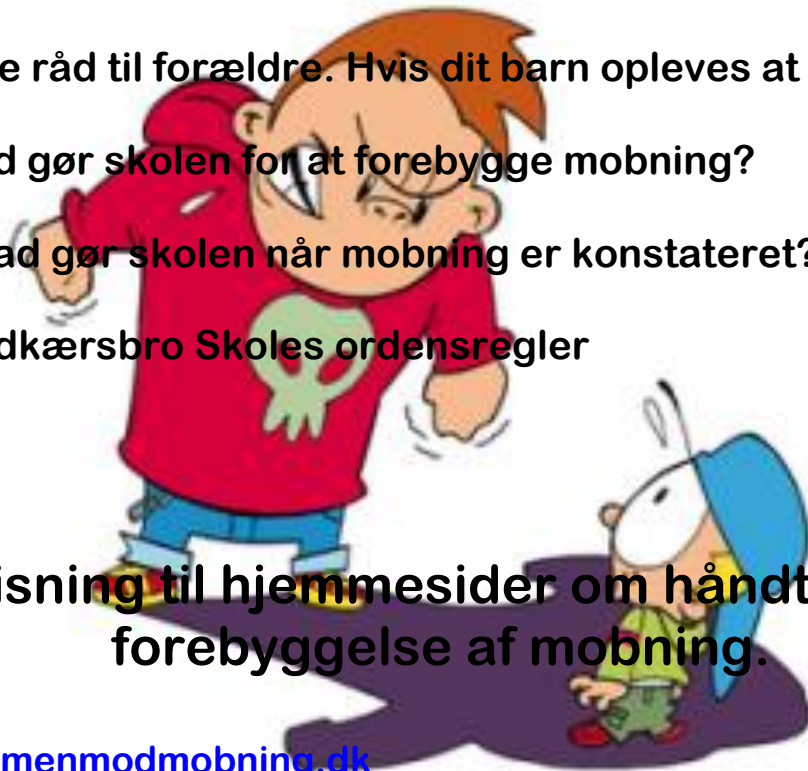 e råd til forældre. Hvis dit barn opleves at
d gør skolen for at forebygge mobning?
ad gør skolen når mobning er konstateret?
dkærsbro Skoles ordensregler
isning til hjemmesider om håndt
forebyggelse af mobning.
menmodmobning.dk